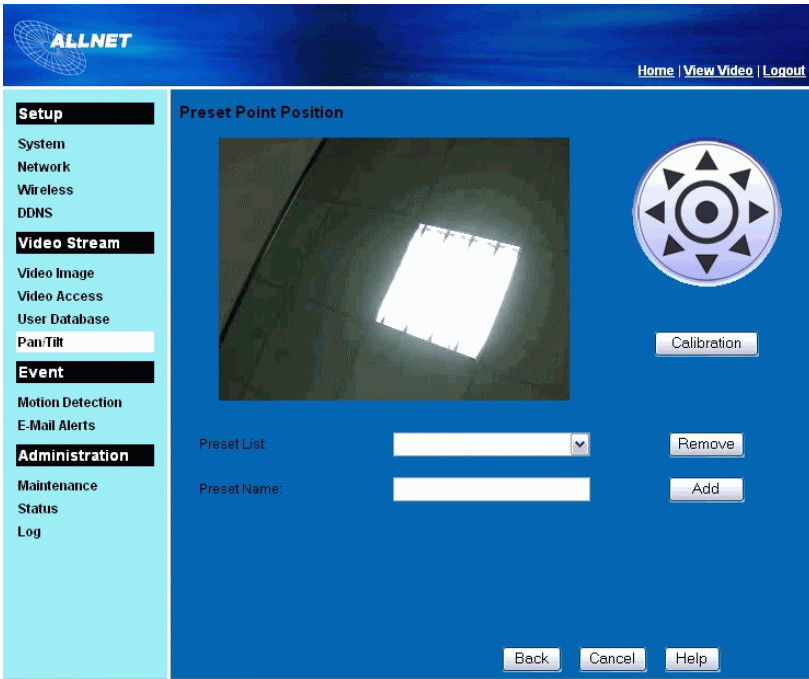 ALLNET
Home | View Video | Logout
Setup
System
Network
Wireless
DDNS
Video Stream
Video Image
Video Access
User Database
Pan/Tilt
Event
Motion Detection
E-Mail Alerts
Administration
Maintenance
Status
Log
Preset Point Position
Calibration
Preset List:
Remove
Preset Name:
Add
Back
Cancel
Help